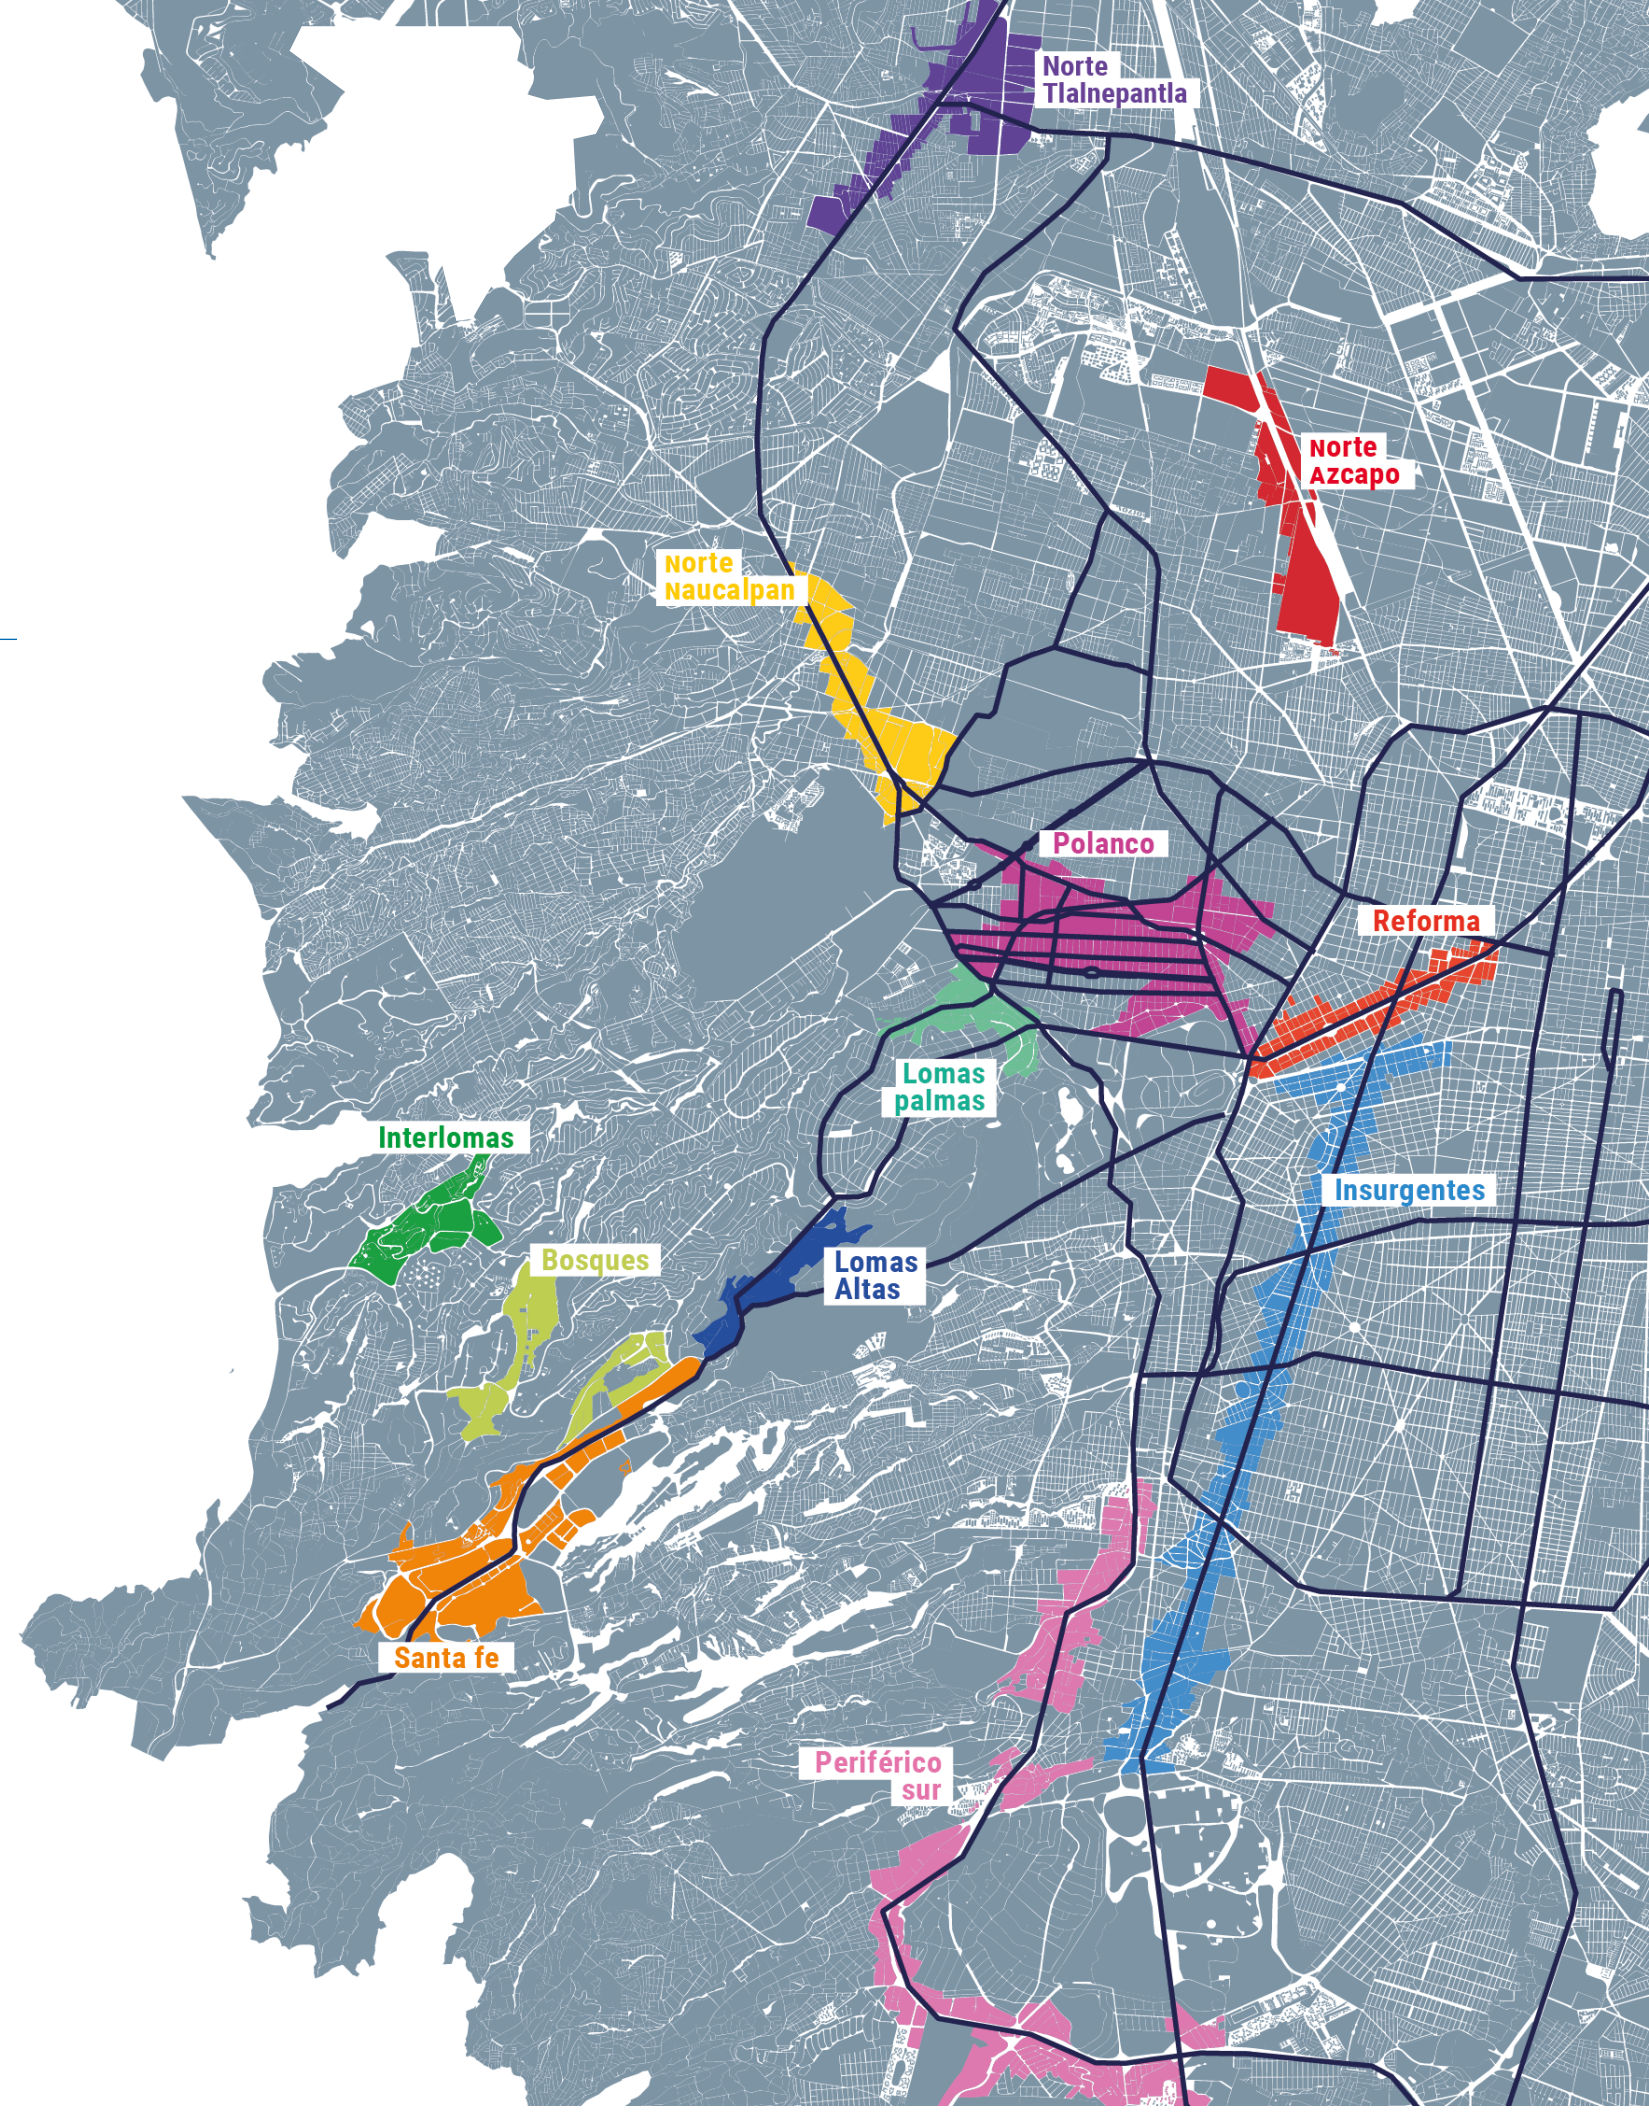 Norte
Tlalnepantla
Norte
Azcapo
Norte
Naucalpan
Polanco
Reforma
Lomas
palmas
Interlomas
Insurgentes
Bosques
Lomas
Altas
Santa fe
Periférico
sur